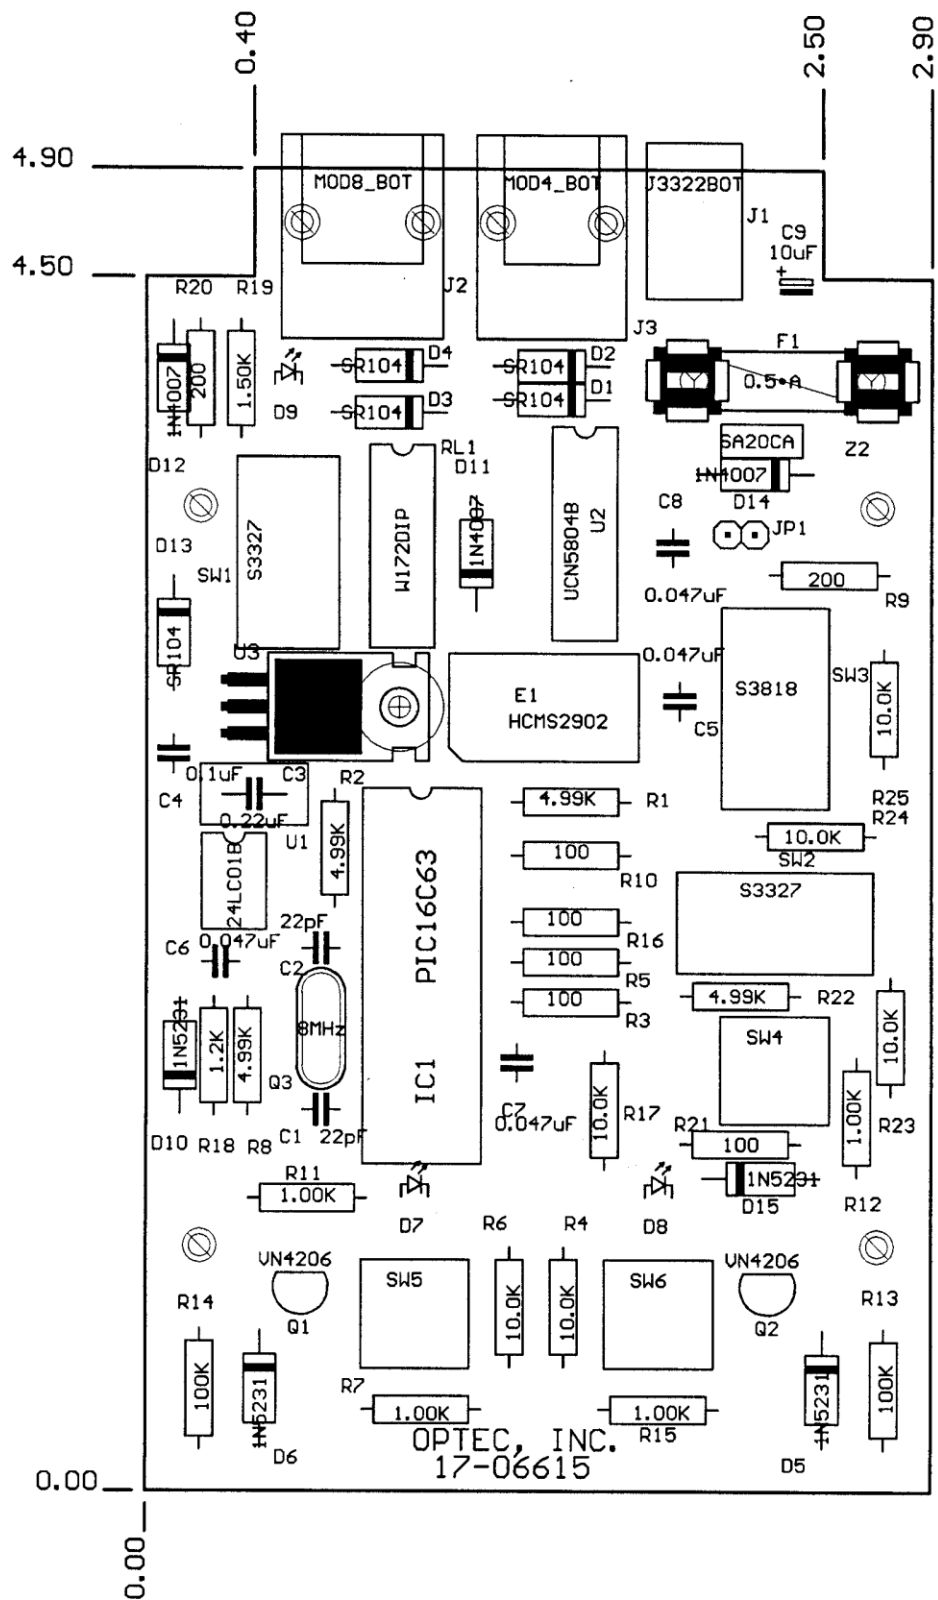 0.40
2.50
2.90
4.90
MOD8_BOT
MOD4_BOT
J3322BOT
J1
C9
10uF
+
4.50
R20
R19
J2
J3
F1
1N4007
200
1.50K
D9
SR104
D4
SR104
D2
0.5 A
SR104
D3
SR104
D1
D12
RL1
D11
SA20CA
Z2
1N4007
D14
C8
JP1
D13
SW1
S3327
W172DIP
1N4007
UCN5804B
U2
0.047uF
200
R9
SR104
U3
0.047uF
E1
HCMS2902
S3818
SW3
10.0K
C5
C4
0.1uF
C3
R2
0.22uF
U1
4.99K
R1
R25
R24
10.0K
SW2
4.99K
24LC01B
PIC16C63
IC1
100
R10
S3327
22pF
C6
0.047uF
C2
100
R16
100
R5
100
R3
4.99K
R22
1N5231
1.2K
4.99K
8MHz
Q3
SW4
10.0K
C7
0.047uF
10.0K
R17
1.00K
R23
D10
R18
R8
C1
22pF
R21
100
R11
1.00K
1N5231
D15
R12
D7
R6
R4
D8
VN4206
Q1
SW5
10.0K
10.0K
SW6
VN4206
Q2
R14
R13
100K
1N5231
D6
R7
1.00K
1.00K
R15
1N5231
D5
100K
OPTEC, INC.
17-06615
0.00
0.00